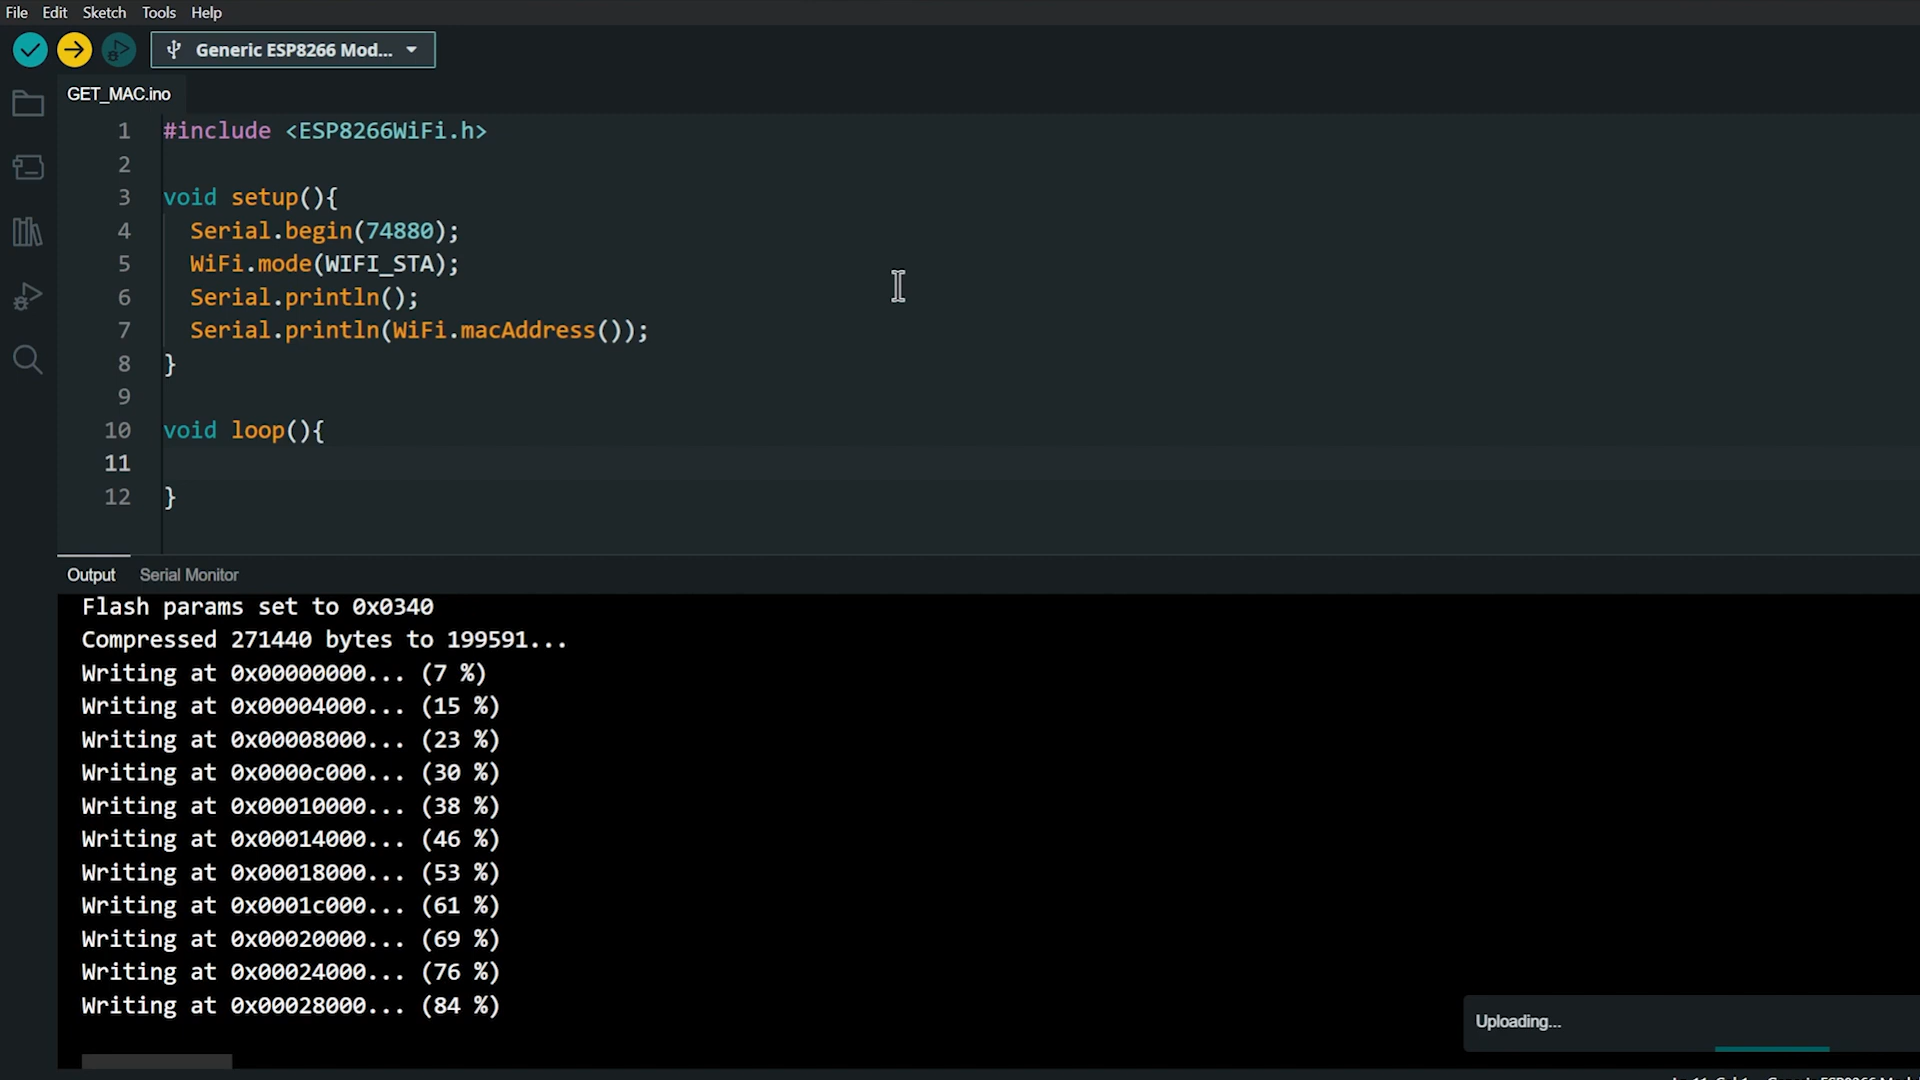 File Edit Sketch Tools Help
Generic ESP8266 Mod...
GET_MAC.ino
1 #include <ESP8266WiFi.h>
2
3 void setup(){
4 Serial.begin(74880);
5 WiFi.mode(WIFI_STA);
6 Serial.println();
7 Serial.println(WiFi.macAddress());
8 }
9
10 void loop(){
11
12 }
Output Serial Monitor
Flash params set to 0x0340
Compressed 271440 bytes to 199591...
Writing at 0x00000000... (7 %)
Writing at 0x00004000... (15 %)
Writing at 0x00008000... (23 %)
Writing at 0x0000c000... (30 %)
Writing at 0x00010000... (38 %)
Writing at 0x00014000... (46 %)
Writing at 0x00018000... (53 %)
Writing at 0x0001c000... (61 %)
Writing at 0x00020000... (69 %)
Writing at 0x00024000... (76 %)
Writing at 0x00028000... (84 %)
Uploading...